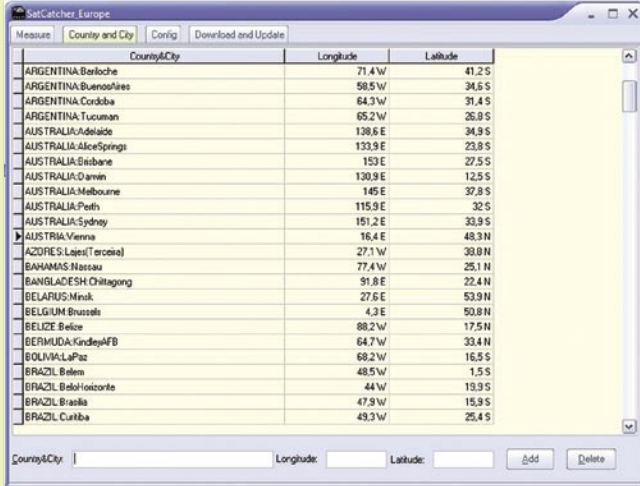 SatCatcher_Europe
Measure Country and City Config Download and Update
Country&City Longitude Latitude
ARGENTINA:Bariloche 71,4 W 41,2 S
ARGENTINA:BuenosAires 58,5 W 34,6 S
ARGENTINA:Cordoba 64,3 W 31,4 S
ARGENTINA:Tucuman 65,2 W 26,8 S
AUSTRALIA:Adelaide 138,6 E 34,9 S
AUSTRALIA:AliceSprings 133,9 E 23,8 S
AUSTRALIA:Brisbane 153 E 27,5 S
AUSTRALIA:Darwin 130,9 E 12,5 S
AUSTRALIA:Melbourne 145 E 37,8 S
AUSTRALIA:Perth 115,9 E 32 S
AUSTRALIA:Sydney 151,2 E 33,9 S
AUSTRIA:Vienna 16,4 E 48,3 N
AZORES:Lajes(Terceira) 27,1 W 38,8 N
BAHAMAS:Nassau 77,4 W 25,1 N
BANGLADESH:Chittagong 91,8 E 22,4 N
BELARUS:Minsk 27,6 E 53,9 N
BELGIUM:Brussels 4,3 E 50,8 N
BELIZE:Belize 88,2 W 17,5 N
BERMUDA:KindleyAFB 64,7 W 33,4 N
BOLIVIA:LaPaz 68,2 W 16,5 S
BRAZIL:Belem 48,5 W 1,5 S
BRAZIL:BeloHorizonte 44 W 19,9 S
BRAZIL:Brasilia 47,9 W 15,9 S
BRAZIL:Curitiba 49,3 W 25,4 S
Country&City: Longitude: Latitude: Add Delete